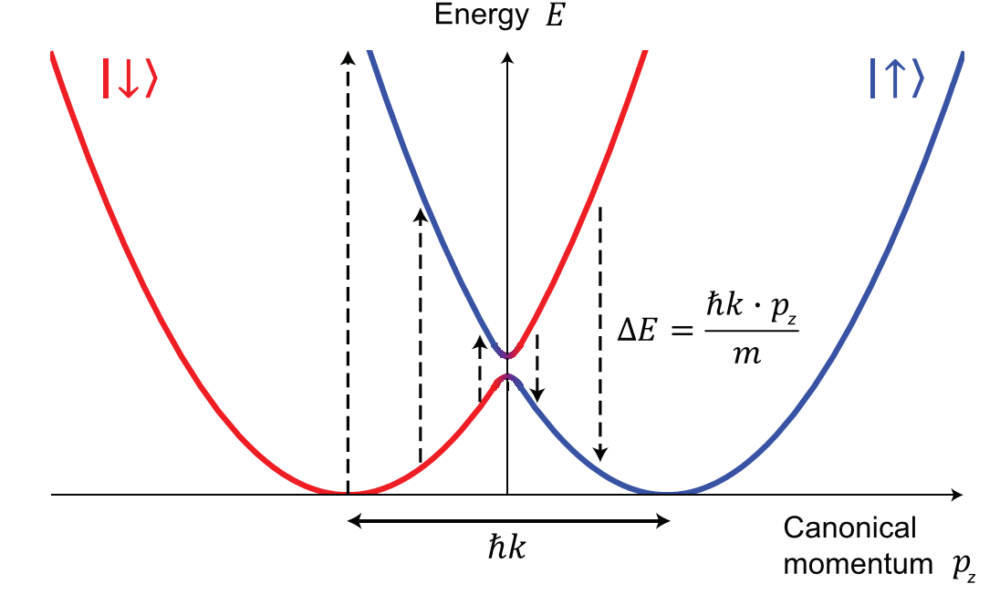 Energy E
|↓⟩
|↑⟩
ΔE = ħk · p_z / m
ħk
Canonical
momentum p_z